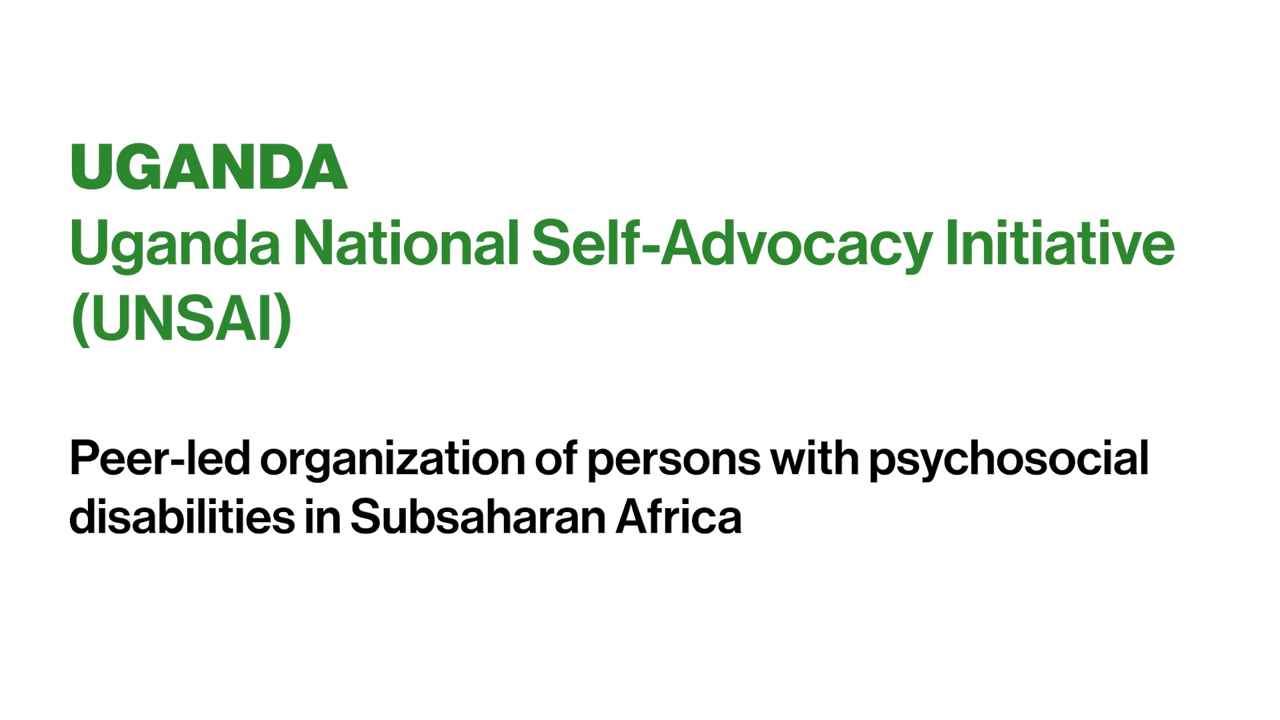 UGANDA
Uganda National Self-Advocacy Initiative
(UNSAI)
Peer-led organization of persons with psychosocial
disabilities in Subsaharan Africa